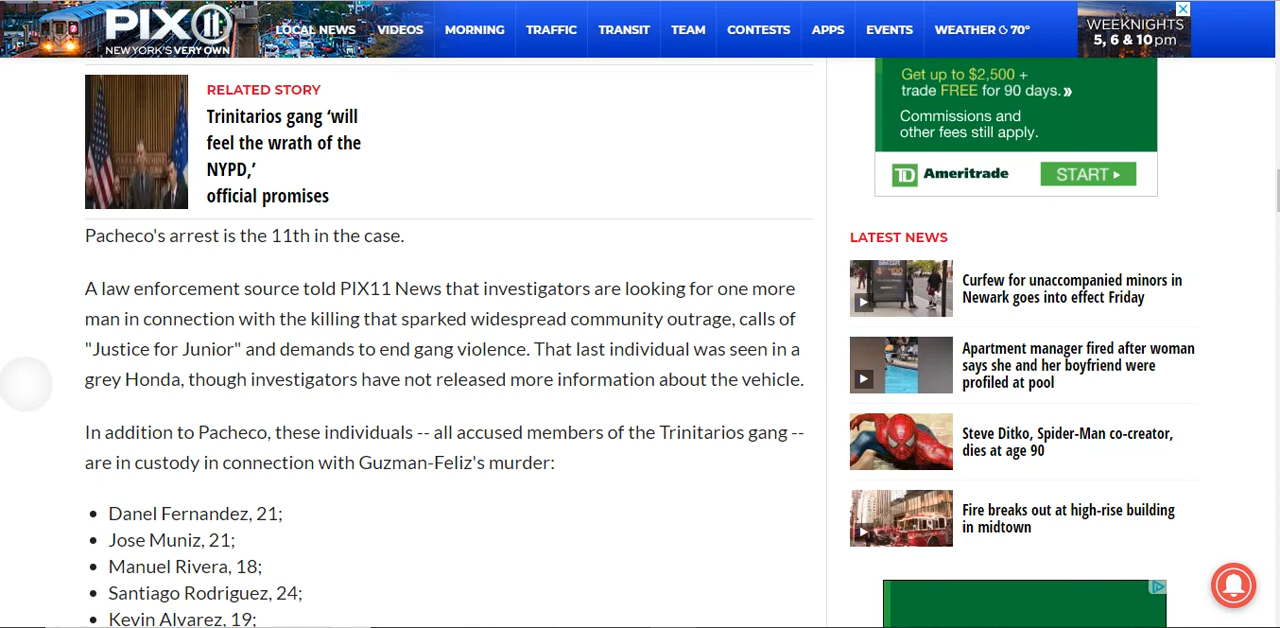 PIX11
NEW YORK'S VERY OWN
LOCAL NEWS
VIDEOS
MORNING
TRAFFIC
TRANSIT
TEAM
CONTESTS
APPS
EVENTS
WEATHER 70°
WEEKNIGHTS
5, 6 & 10pm
RELATED STORY
Trinitarios gang ‘will
feel the wrath of the
NYPD,’
official promises
Pacheco's arrest is the 11th in the case.
A law enforcement source told PIX11 News that investigators are looking for one more
man in connection with the killing that sparked widespread community outrage, calls of
"Justice for Junior" and demands to end gang violence. That last individual was seen in a
grey Honda, though investigators have not released more information about the vehicle.
In addition to Pacheco, these individuals -- all accused members of the Trinitarios gang --
are in custody in connection with Guzman-Feliz's murder:
• Danel Fernandez, 21;
• Jose Muniz, 21;
• Manuel Rivera, 18;
• Santiago Rodriguez, 24;
• Kevin Alvarez, 19;
Get up to $2,500 +
trade FREE for 90 days.»
Commissions and
other fees still apply.
TD Ameritrade
START ▸
LATEST NEWS
Curfew for unaccompanied minors in
Newark goes into effect Friday
Apartment manager fired after woman
says she and her boyfriend were
profiled at pool
Steve Ditko, Spider-Man co-creator,
dies at age 90
Fire breaks out at high-rise building
in midtown